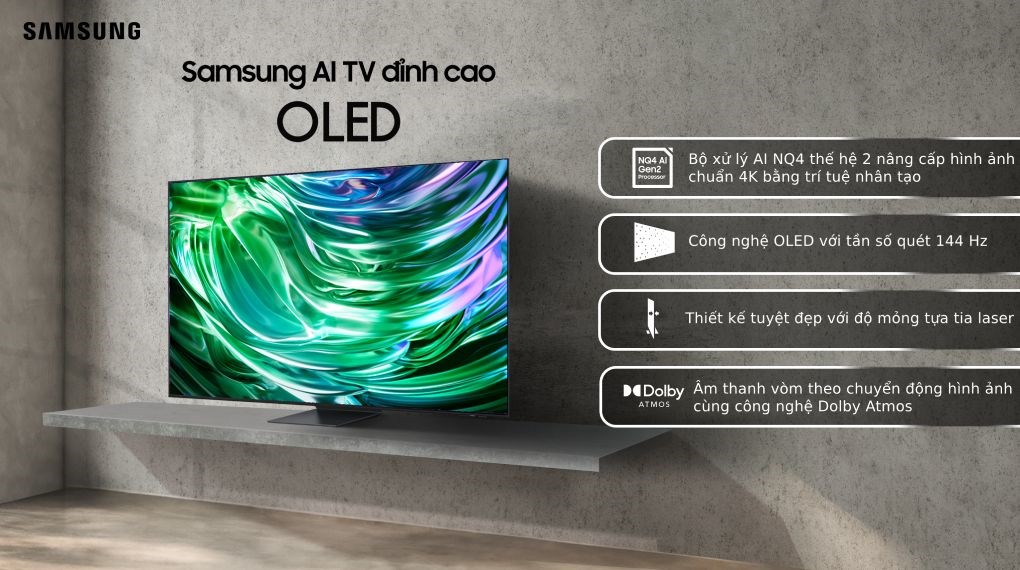 SAMSUNG
Samsung AI TV đỉnh cao
OLED
NQ4 AI
Gen2
Processor
Bộ xử lý AI NQ4 thế hệ 2 nâng cấp hình ảnh
chuẩn 4K bằng trí tuệ nhân tạo
Công nghệ OLED với tần số quét 144 Hz
Thiết kế tuyệt đẹp với độ mỏng tựa tia laser
Dolby
ATMOS
Âm thanh vòm theo chuyển động hình ảnh
cùng công nghệ Dolby Atmos